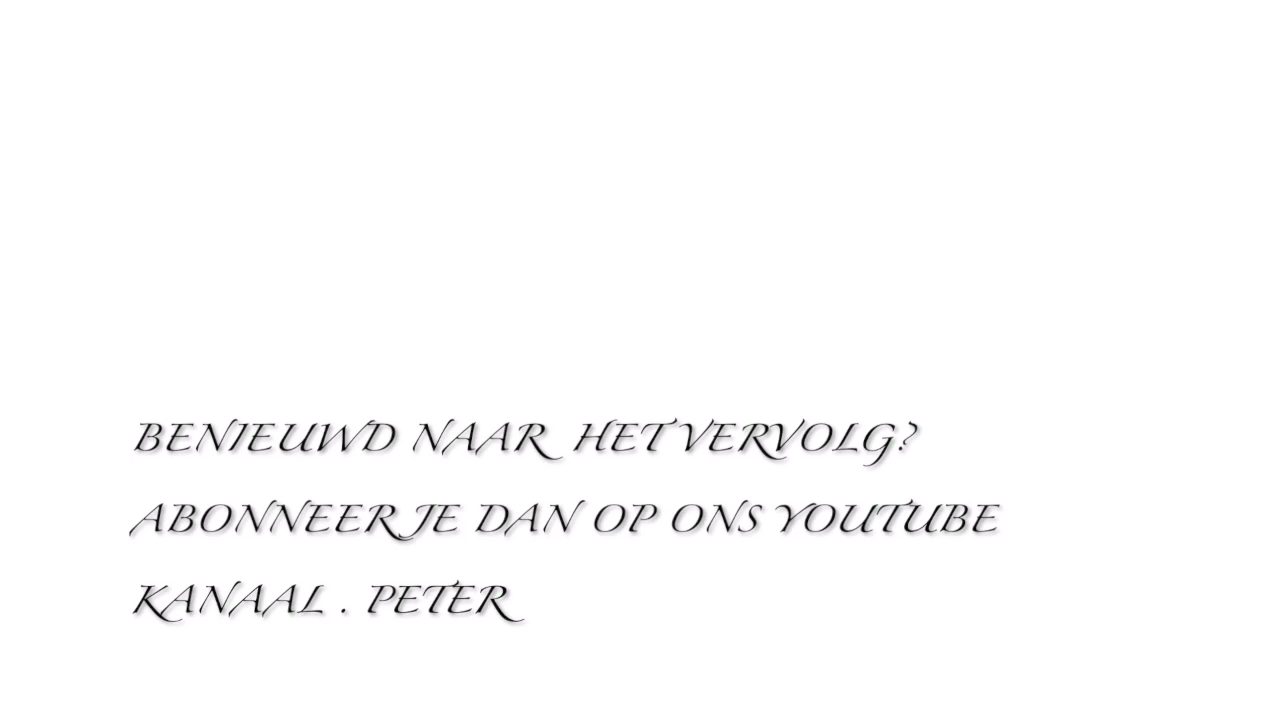 BENIEUWD NAAR HET VERVOLG?
ABONNEER JE DAN OP ONS YOUTUBE
KANAAL . PETER